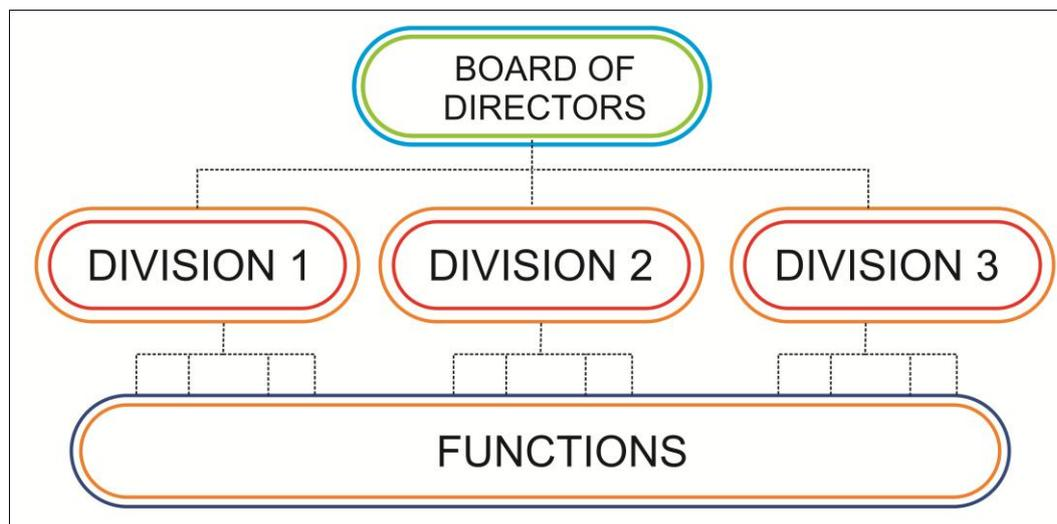 BOARD OF
DIRECTORS
DIVISION 1
DIVISION 2
DIVISION 3
FUNCTIONS